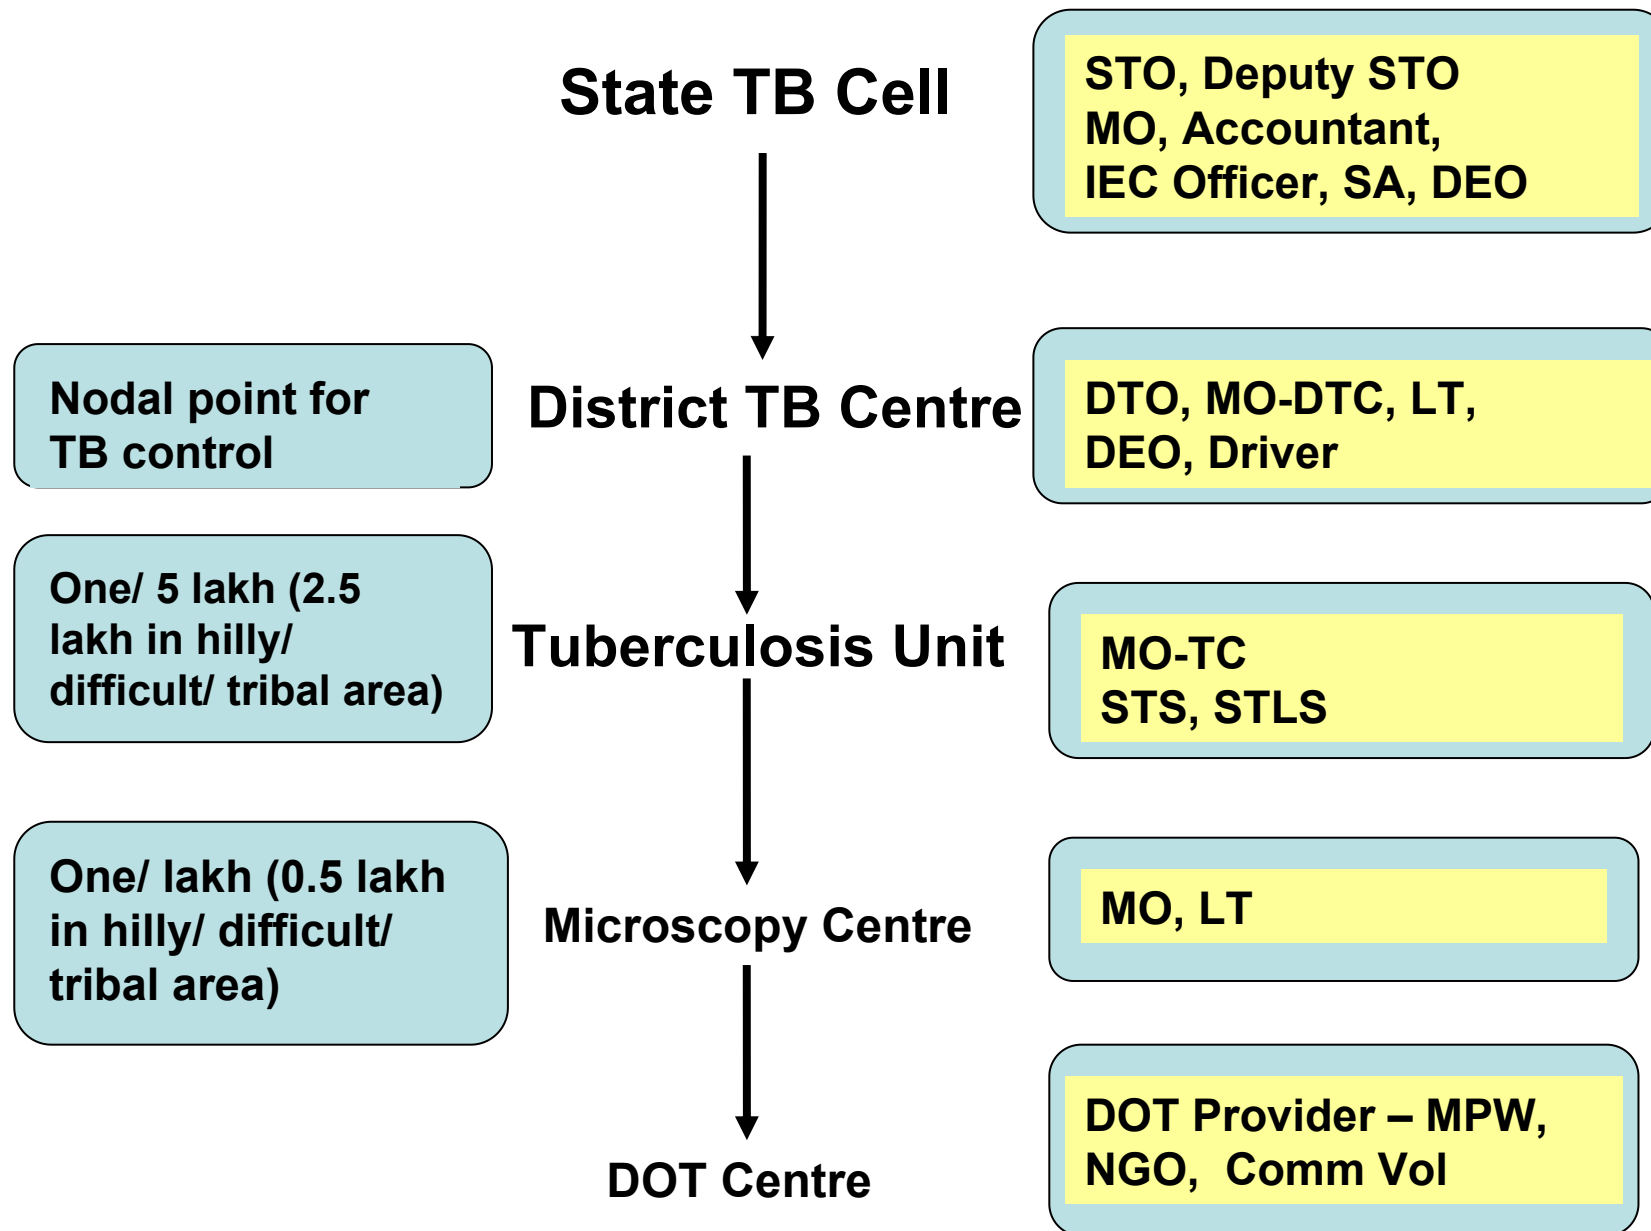 State TB Cell
STO, Deputy STO
MO, Accountant,
IEC Officer, SA, DEO
Nodal point for
TB control
District TB Centre
DTO, MO-DTC, LT,
DEO, Driver
One/ 5 lakh (2.5
lakh in hilly/
difficult/ tribal area)
Tuberculosis Unit
MO-TC
STS, STLS
One/ lakh (0.5 lakh
in hilly/ difficult/
tribal area)
Microscopy Centre
MO, LT
DOT Centre
DOT Provider – MPW,
NGO, Comm Vol